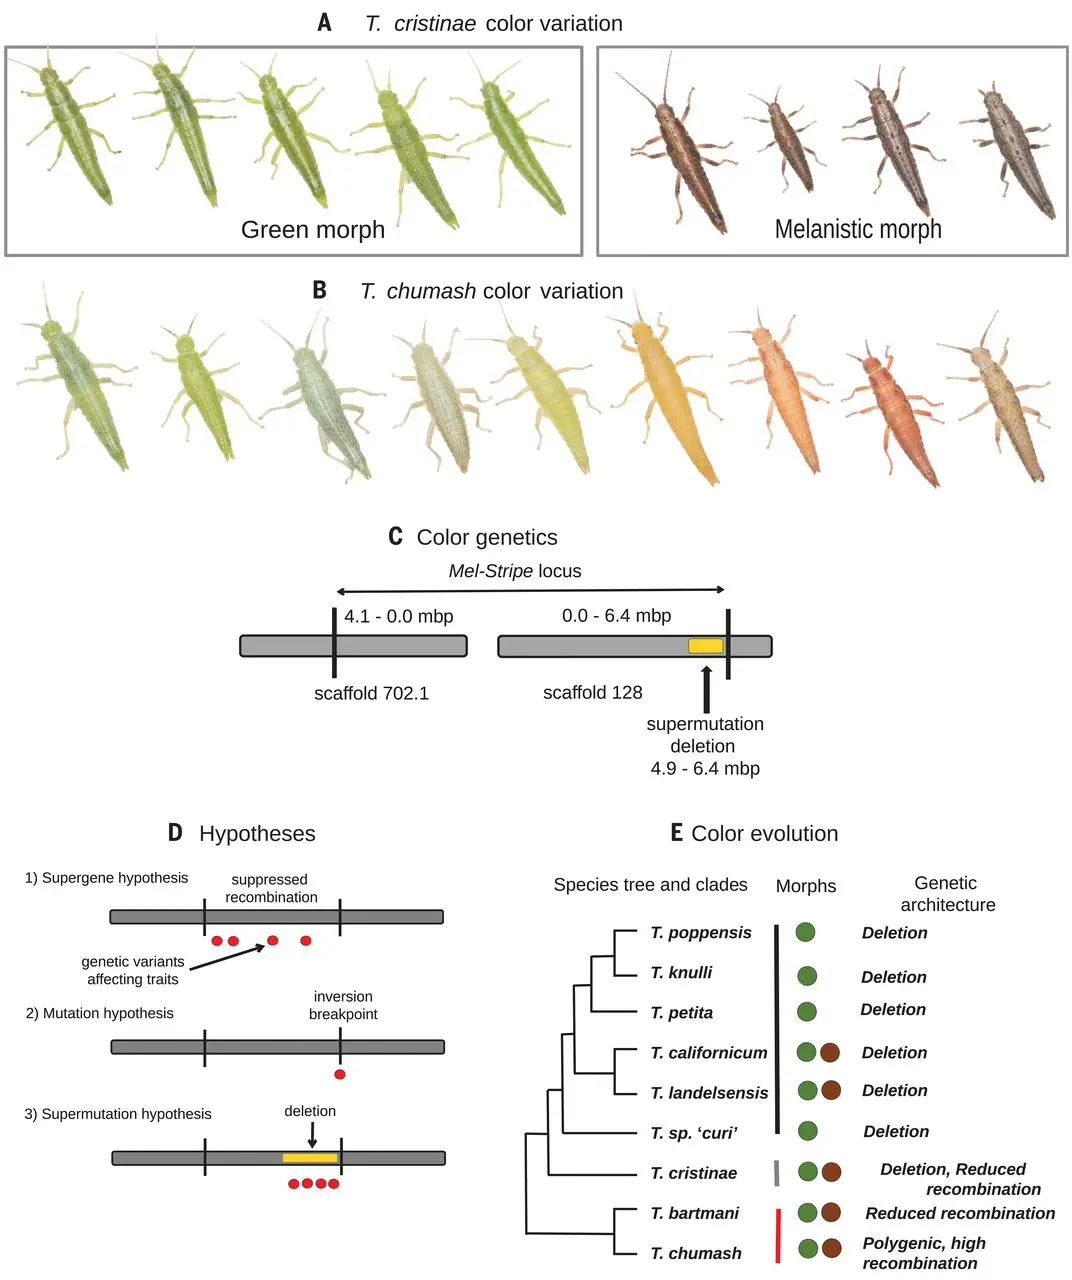 A T. cristinae color variation
Green morph
Melanistic morph
B T. chumash color variation
C Color genetics
Mel-Stripe locus
4.1 - 0.0 mbp
0.0 - 6.4 mbp
scaffold 702.1
scaffold 128
supermutation
deletion
4.9 - 6.4 mbp
D Hypotheses
1) Supergene hypothesis
suppressed
recombination
genetic variants
affecting traits
2) Mutation hypothesis
inversion
breakpoint
3) Supermutation hypothesis
deletion
E Color evolution
Species tree and clades
Morphs
Genetic
architecture
T. poppensis Deletion
T. knulli Deletion
T. petita Deletion
T. californicum Deletion
T. landelsensis Deletion
T. sp. ‘curi’ Deletion
T. cristinae Deletion, Reduced
recombination
T. bartmani Reduced recombination
T. chumash Polygenic, high
recombination